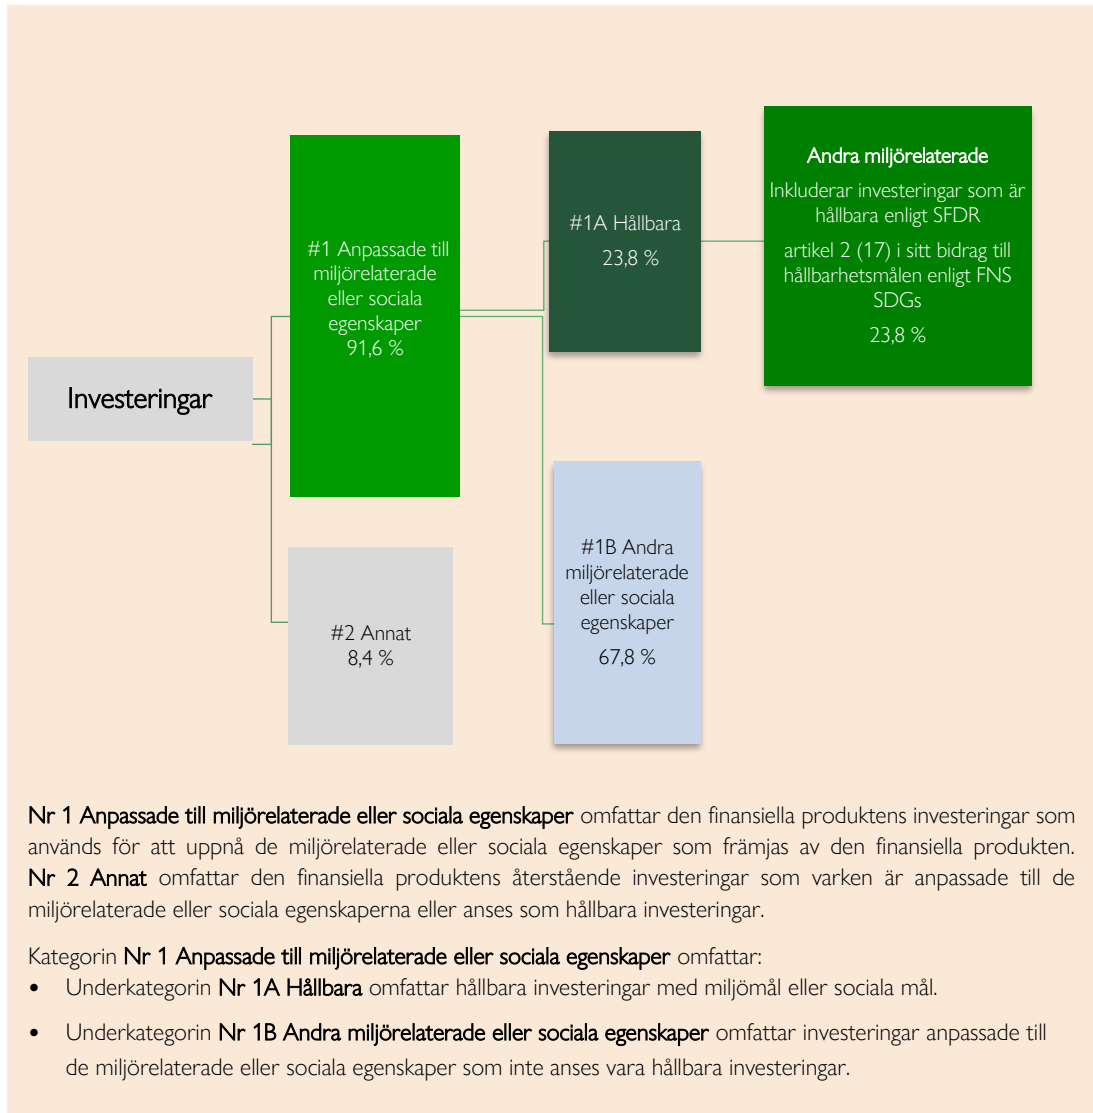 Investeringar
#1 Anpassade till
miljörelaterade
eller sociala
egenskaper
91,6 %
#2 Annat
8,4 %
#1A Hållbara
23,8 %
#1B Andra
miljörelaterade
eller sociala
egenskaper
67,8 %
Andra miljörelaterade
Inkluderar investeringar som är
hållbara enligt SFDR
artikel 2 (17) i sitt bidrag till
hållbarhetsmålen enligt FNS
SDGs
23,8 %
Nr 1 Anpassade till miljörelaterade eller sociala egenskaper omfattar den finansiella produktens investeringar som
används för att uppnå de miljörelaterade eller sociala egenskaper som främjas av den finansiella produkten.
Nr 2 Annat omfattar den finansiella produktens återstående investeringar som varken är anpassade till de
miljörelaterade eller sociala egenskaperna eller anses som hållbara investeringar.
Kategorin Nr 1 Anpassade till miljörelaterade eller sociala egenskaper omfattar:
• Underkategorin Nr 1A Hållbara omfattar hållbara investeringar med miljömål eller sociala mål.
• Underkategorin Nr 1B Andra miljörelaterade eller sociala egenskaper omfattar investeringar anpassade till
de miljörelaterade eller sociala egenskaper som inte anses vara hållbara investeringar.